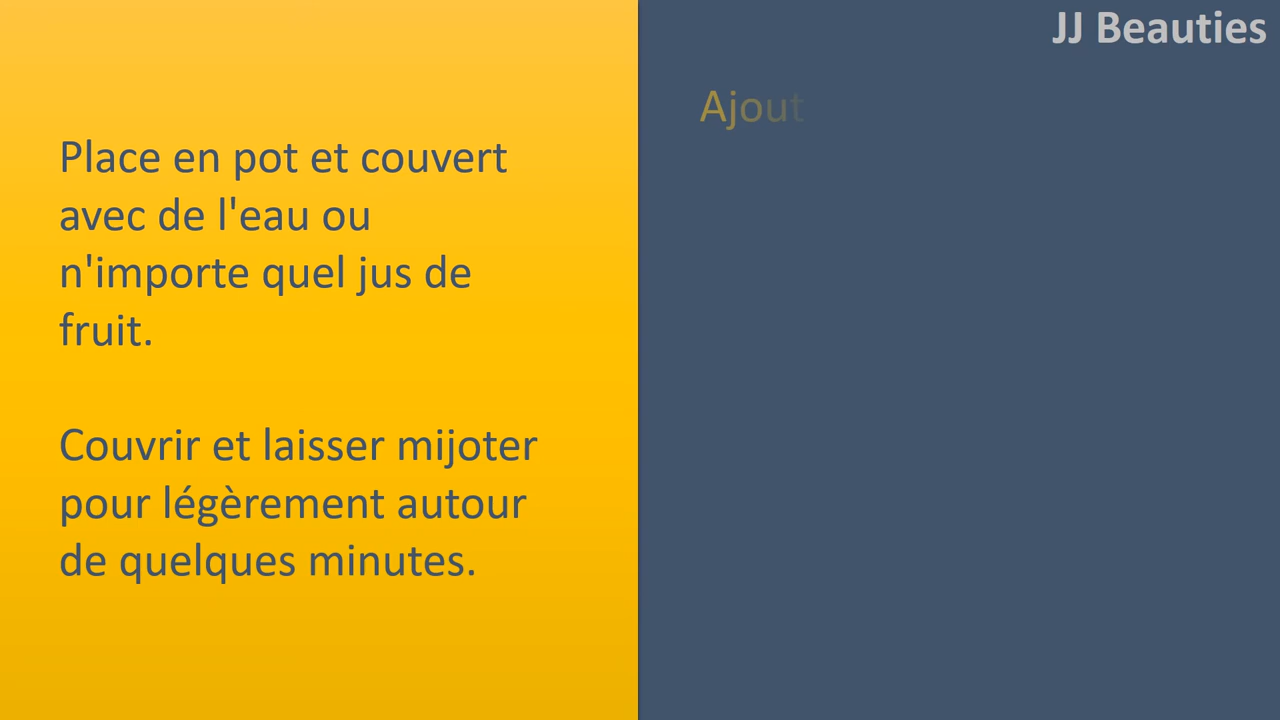 JJ Beauties
Place en pot et couvert
avec de l'eau ou
n'importe quel jus de
fruit.
Couvrir et laisser mijoter
pour légèrement autour
de quelques minutes.
Ajout